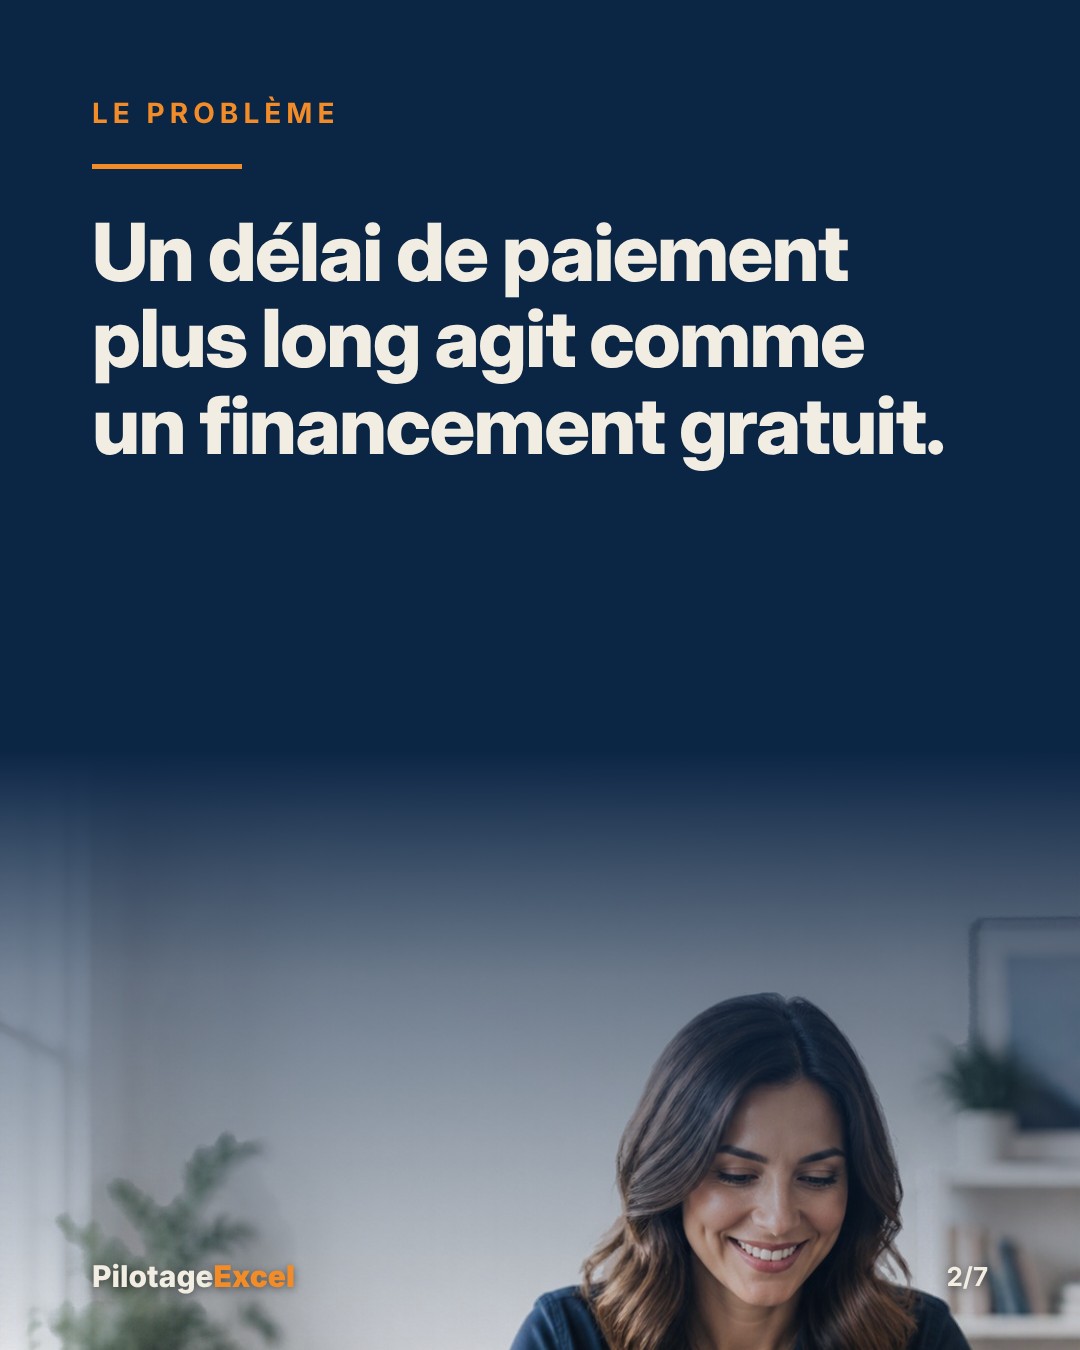 LE PROBLÈME
Un délai de paiement
plus long agit comme
un financement gratuit.
PilotageExcel
2/7